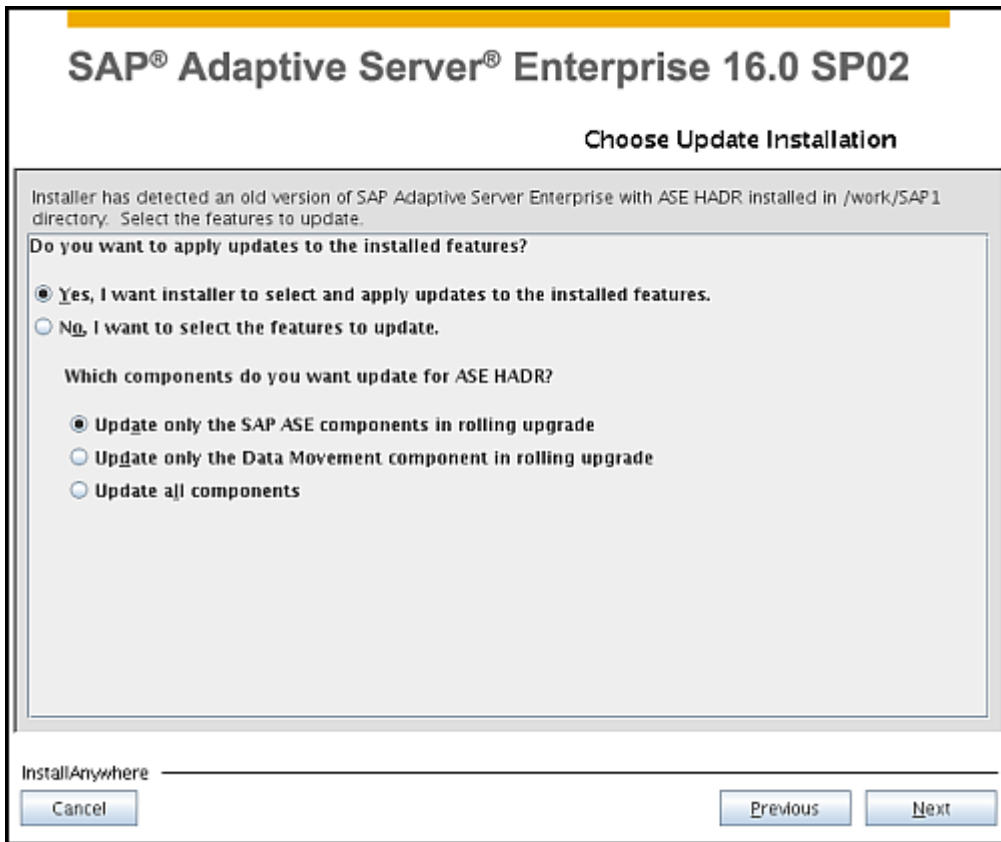 SAP® Adaptive Server® Enterprise 16.0 SP02
Choose Update Installation
Installer has detected an old version of SAP Adaptive Server Enterprise with ASE HADR installed in /work/SAP1
directory. Select the features to update.
Do you want to apply updates to the installed features?
Yes, I want installer to select and apply updates to the installed features.
No, I want to select the features to update.
Which components do you want update for ASE HADR?
Update only the SAP ASE components in rolling upgrade
Update only the Data Movement component in rolling upgrade
Update all components
InstallAnywhere
Cancel
Previous
Next